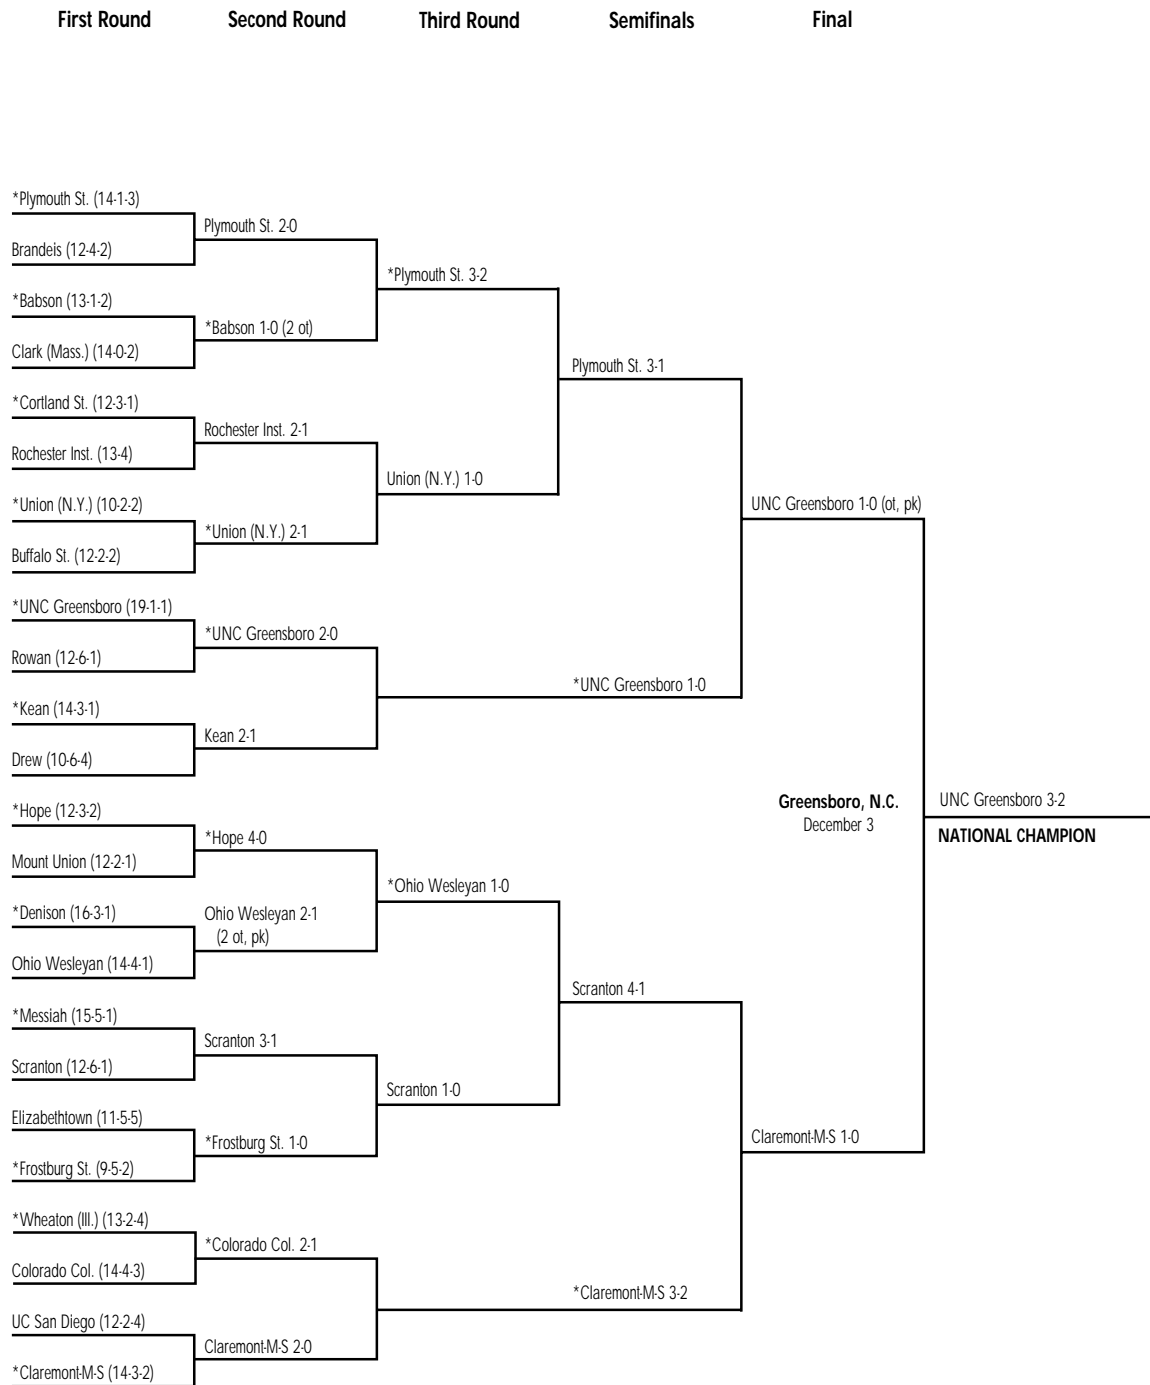 First Round
Second Round
Third Round
Semifinals
Final
*Plymouth St. (14-1-3)
Brandeis (12-4-2)
*Babson (13-1-2)
Clark (Mass.) (14-0-2)
*Cortland St. (12-3-1)
Rochester Inst. (13-4)
*Union (N.Y.) (10-2-2)
Buffalo St. (12-2-2)
*UNC Greensboro (19-1-1)
Rowan (12-6-1)
*Kean (14-3-1)
Drew (10-6-4)
*Hope (12-3-2)
Mount Union (12-2-1)
*Denison (16-3-1)
Ohio Wesleyan (14-4-1)
*Messiah (15-5-1)
Scranton (12-6-1)
Elizabethtown (11-5-5)
*Frostburg St. (9-5-2)
*Wheaton (Ill.) (13-2-4)
Colorado Col. (14-4-3)
UC San Diego (12-2-4)
*Claremont-M-S (14-3-2)
Plymouth St. 2-0
*Babson 1-0 (2 ot)
Rochester Inst. 2-1
*Union (N.Y.) 2-1
*UNC Greensboro 2-0
Kean 2-1
*Hope 4-0
Ohio Wesleyan 2-1
(2 ot, pk)
Scranton 3-1
*Frostburg St. 1-0
*Colorado Col. 2-1
Claremont-M-S 2-0
*Plymouth St. 3-2
Union (N.Y.) 1-0
*Ohio Wesleyan 1-0
Scranton 1-0
Plymouth St. 3-1
*UNC Greensboro 1-0
Scranton 4-1
*Claremont-M-S 3-2
UNC Greensboro 1-0 (ot, pk)
Claremont-M-S 1-0
Greensboro, N.C.
December 3
UNC Greensboro 3-2
NATIONAL CHAMPION